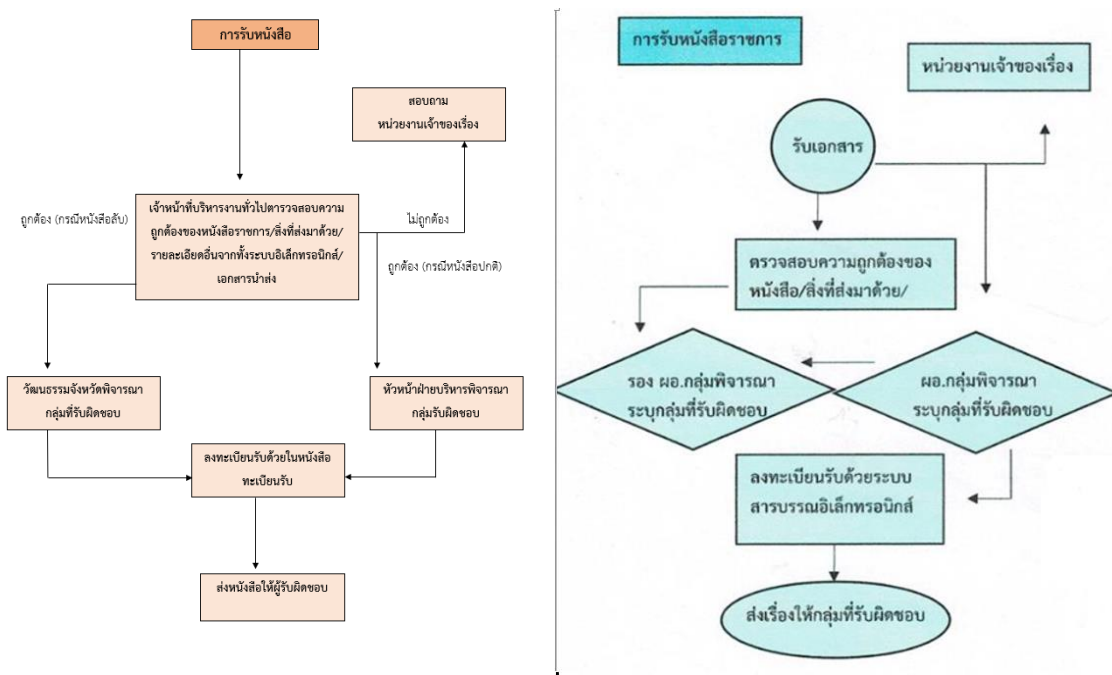 การรับหนังสือ
สอบถาม
หน่วยงานเจ้าของเรื่อง
ถูกต้อง (กรณีหนังสือลับ)
เจ้าหน้าที่บริหารงานทั่วไปตารวจสอบความ
ถูกต้องของหนังสือราชการ/สิ่งที่ส่งมาด้วย/
รายละเอียดอื่นจากทั้งระบบอิเล็กทรอนิกส์/
เอกสารนำส่ง
ไม่ถูกต้อง
ถูกต้อง (กรณีหนังสือปกติ)
วัฒนธรรมจังหวัดพิจารณา
กลุ่มที่รับผิดชอบ
หัวหน้าฝ่ายบริหารพิจารณา
กลุ่มรับผิดชอบ
ลงทะเบียนรับด้วยในหนังสือ
ทะเบียนรับ
ส่งหนังสือให้ผู้รับผิดชอบ
การรับหนังสือราชการ
หน่วยงานเจ้าของเรื่อง
รับเอกสาร
ตรวจสอบความถูกต้องของ
หนังสือ/สิ่งที่ส่งมาด้วย/
รอง ผอ.กลุ่มพิจารณา
ระบุกลุ่มที่รับผิดชอบ
ผอ.กลุ่มพิจารณา
ระบุกลุ่มที่รับผิดชอบ
ลงทะเบียนรับด้วยระบบ
สารบรรณอิเล็กทรอนิกส์
ส่งเรื่องให้กลุ่มที่รับผิดชอบ